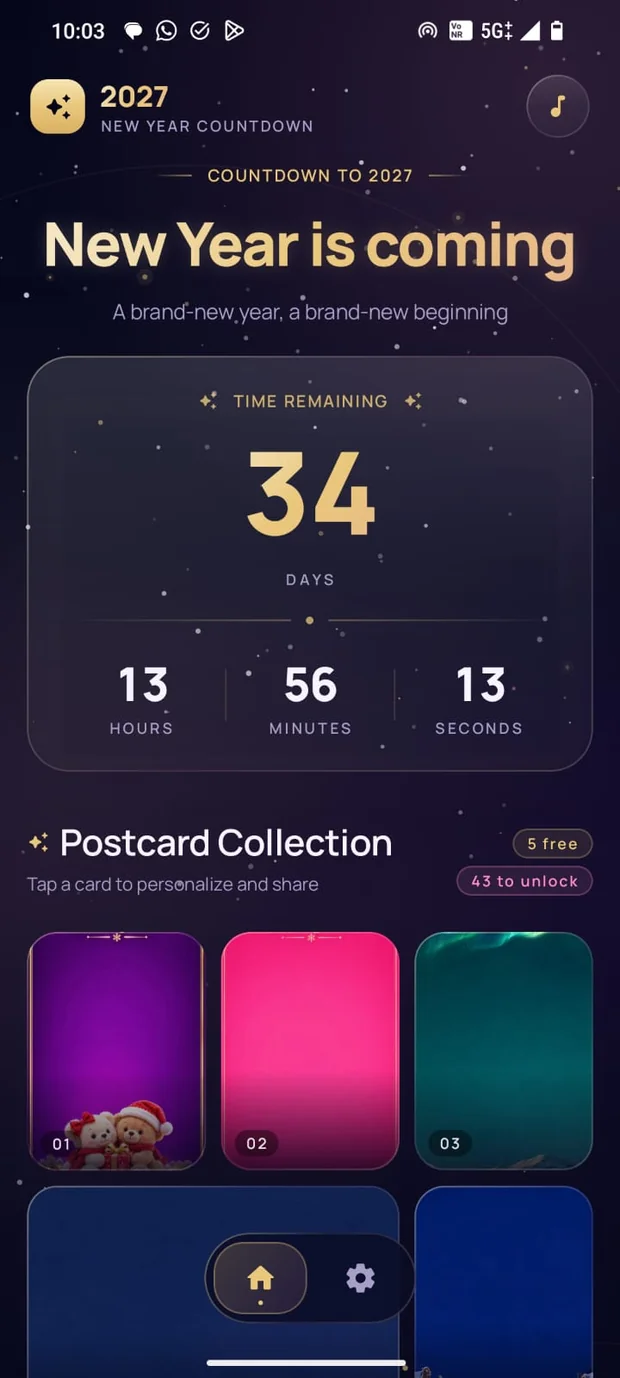 10:03
Vo NR 5G‡
2027
NEW YEAR COUNTDOWN
COUNTDOWN TO 2027
New Year is coming
A brand-new year, a brand-new beginning
TIME REMAINING
34
DAYS
13 56 13
HOURS MINUTES SECONDS
Postcard Collection
5 free
Tap a card to personalize and share
43 to unlock
01 02 03